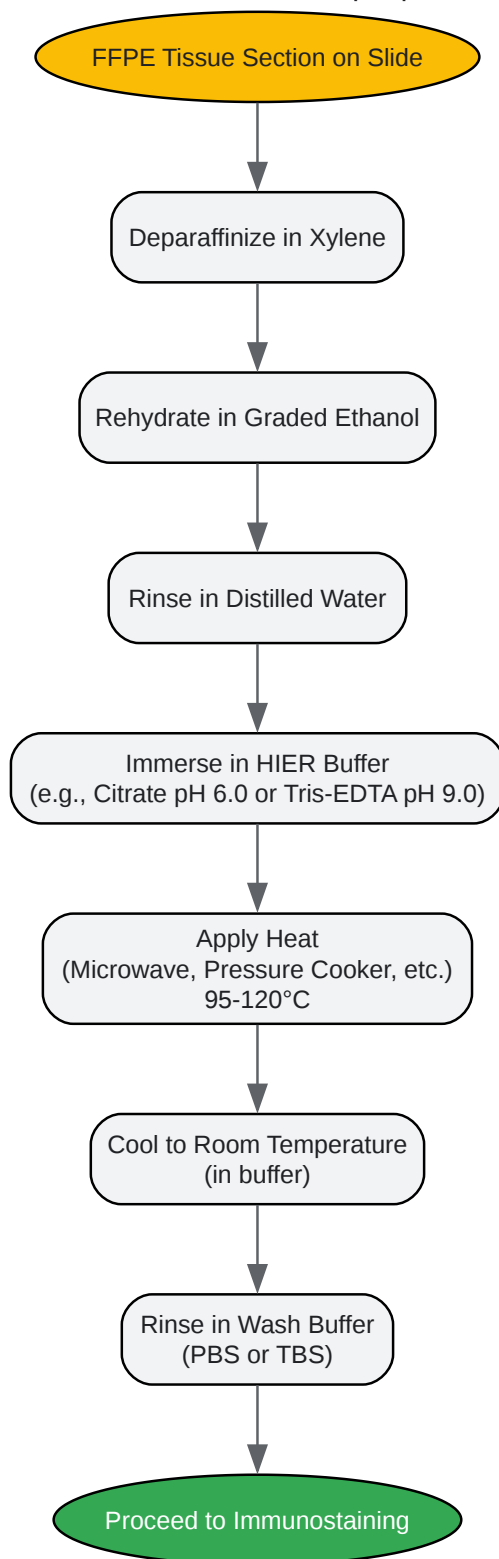 FFPE Tissue Section on Slide
Deparaffinize in Xylene
Rehydrate in Graded Ethanol
Rinse in Distilled Water
Immerse in HIER Buffer
(e.g., Citrate pH 6.0 or Tris-EDTA pH 9.0)
Apply Heat
(Microwave, Pressure Cooker, etc.)
95-120°C
Cool to Room Temperature
(in buffer)
Rinse in Wash Buffer
(PBS or TBS)
Proceed to Immunostaining